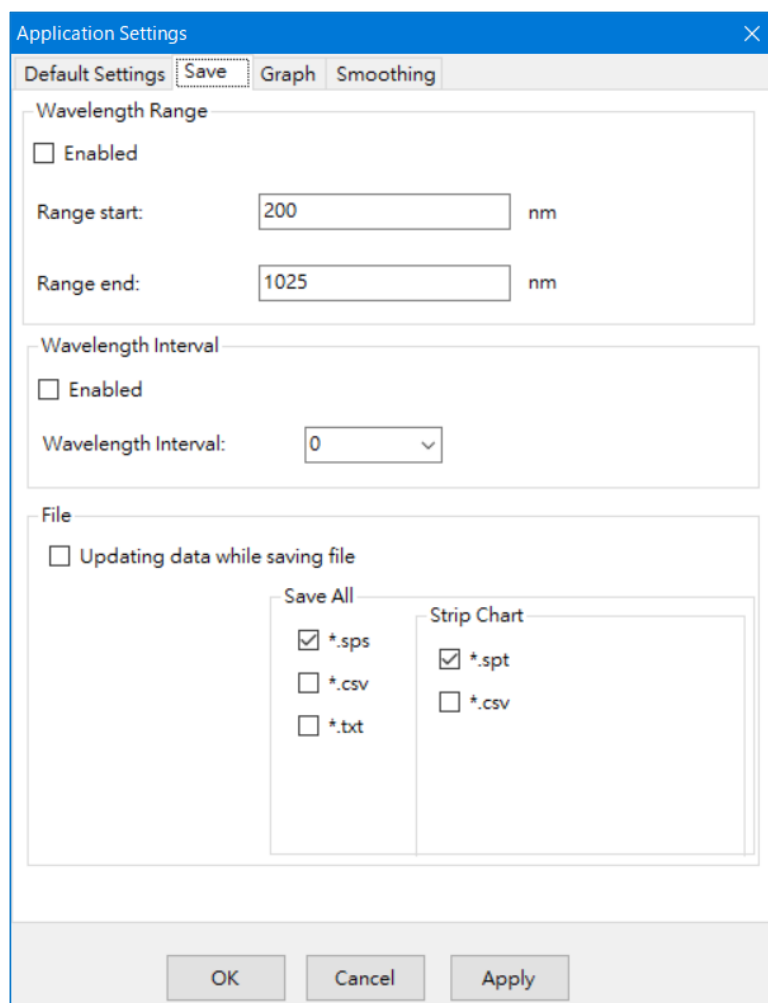 Application Settings
Default Settings Save Graph Smoothing
Wavelength Range
Enabled
Range start: 200 nm
Range end: 1025 nm
Wavelength Interval
Enabled
Wavelength Interval: 0
File
Updating data while saving file
Save All
*.sps
*.csv
*.txt
Strip Chart
*.spt
*.csv
OK Cancel Apply